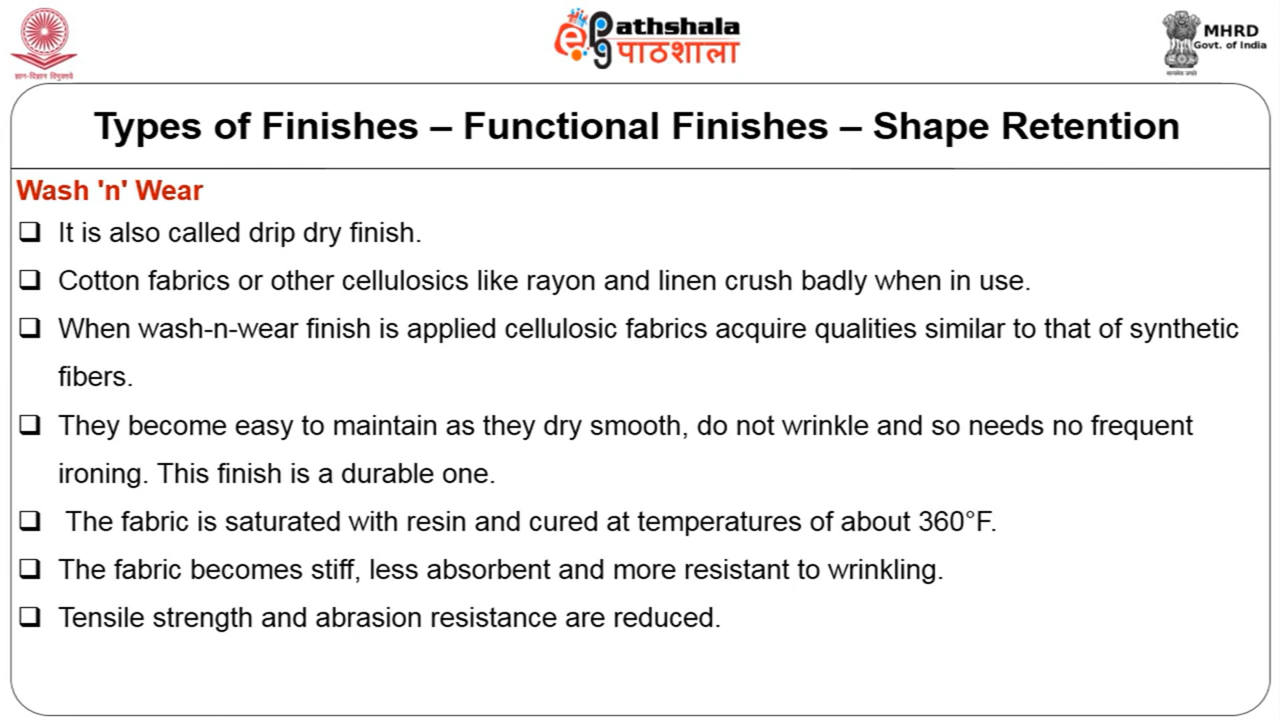 ज्ञान-विज्ञान विमुक्तये
ePathshala
पाठशाला
MHRD
Govt. of India
सत्यमेव जयते
Types of Finishes – Functional Finishes – Shape Retention
Wash 'n' Wear
❑ It is also called drip dry finish.
❑ Cotton fabrics or other cellulosics like rayon and linen crush badly when in use.
❑ When wash-n-wear finish is applied cellulosic fabrics acquire qualities similar to that of synthetic
fibers.
❑ They become easy to maintain as they dry smooth, do not wrinkle and so needs no frequent
ironing. This finish is a durable one.
❑ The fabric is saturated with resin and cured at temperatures of about 360°F.
❑ The fabric becomes stiff, less absorbent and more resistant to wrinkling.
❑ Tensile strength and abrasion resistance are reduced.